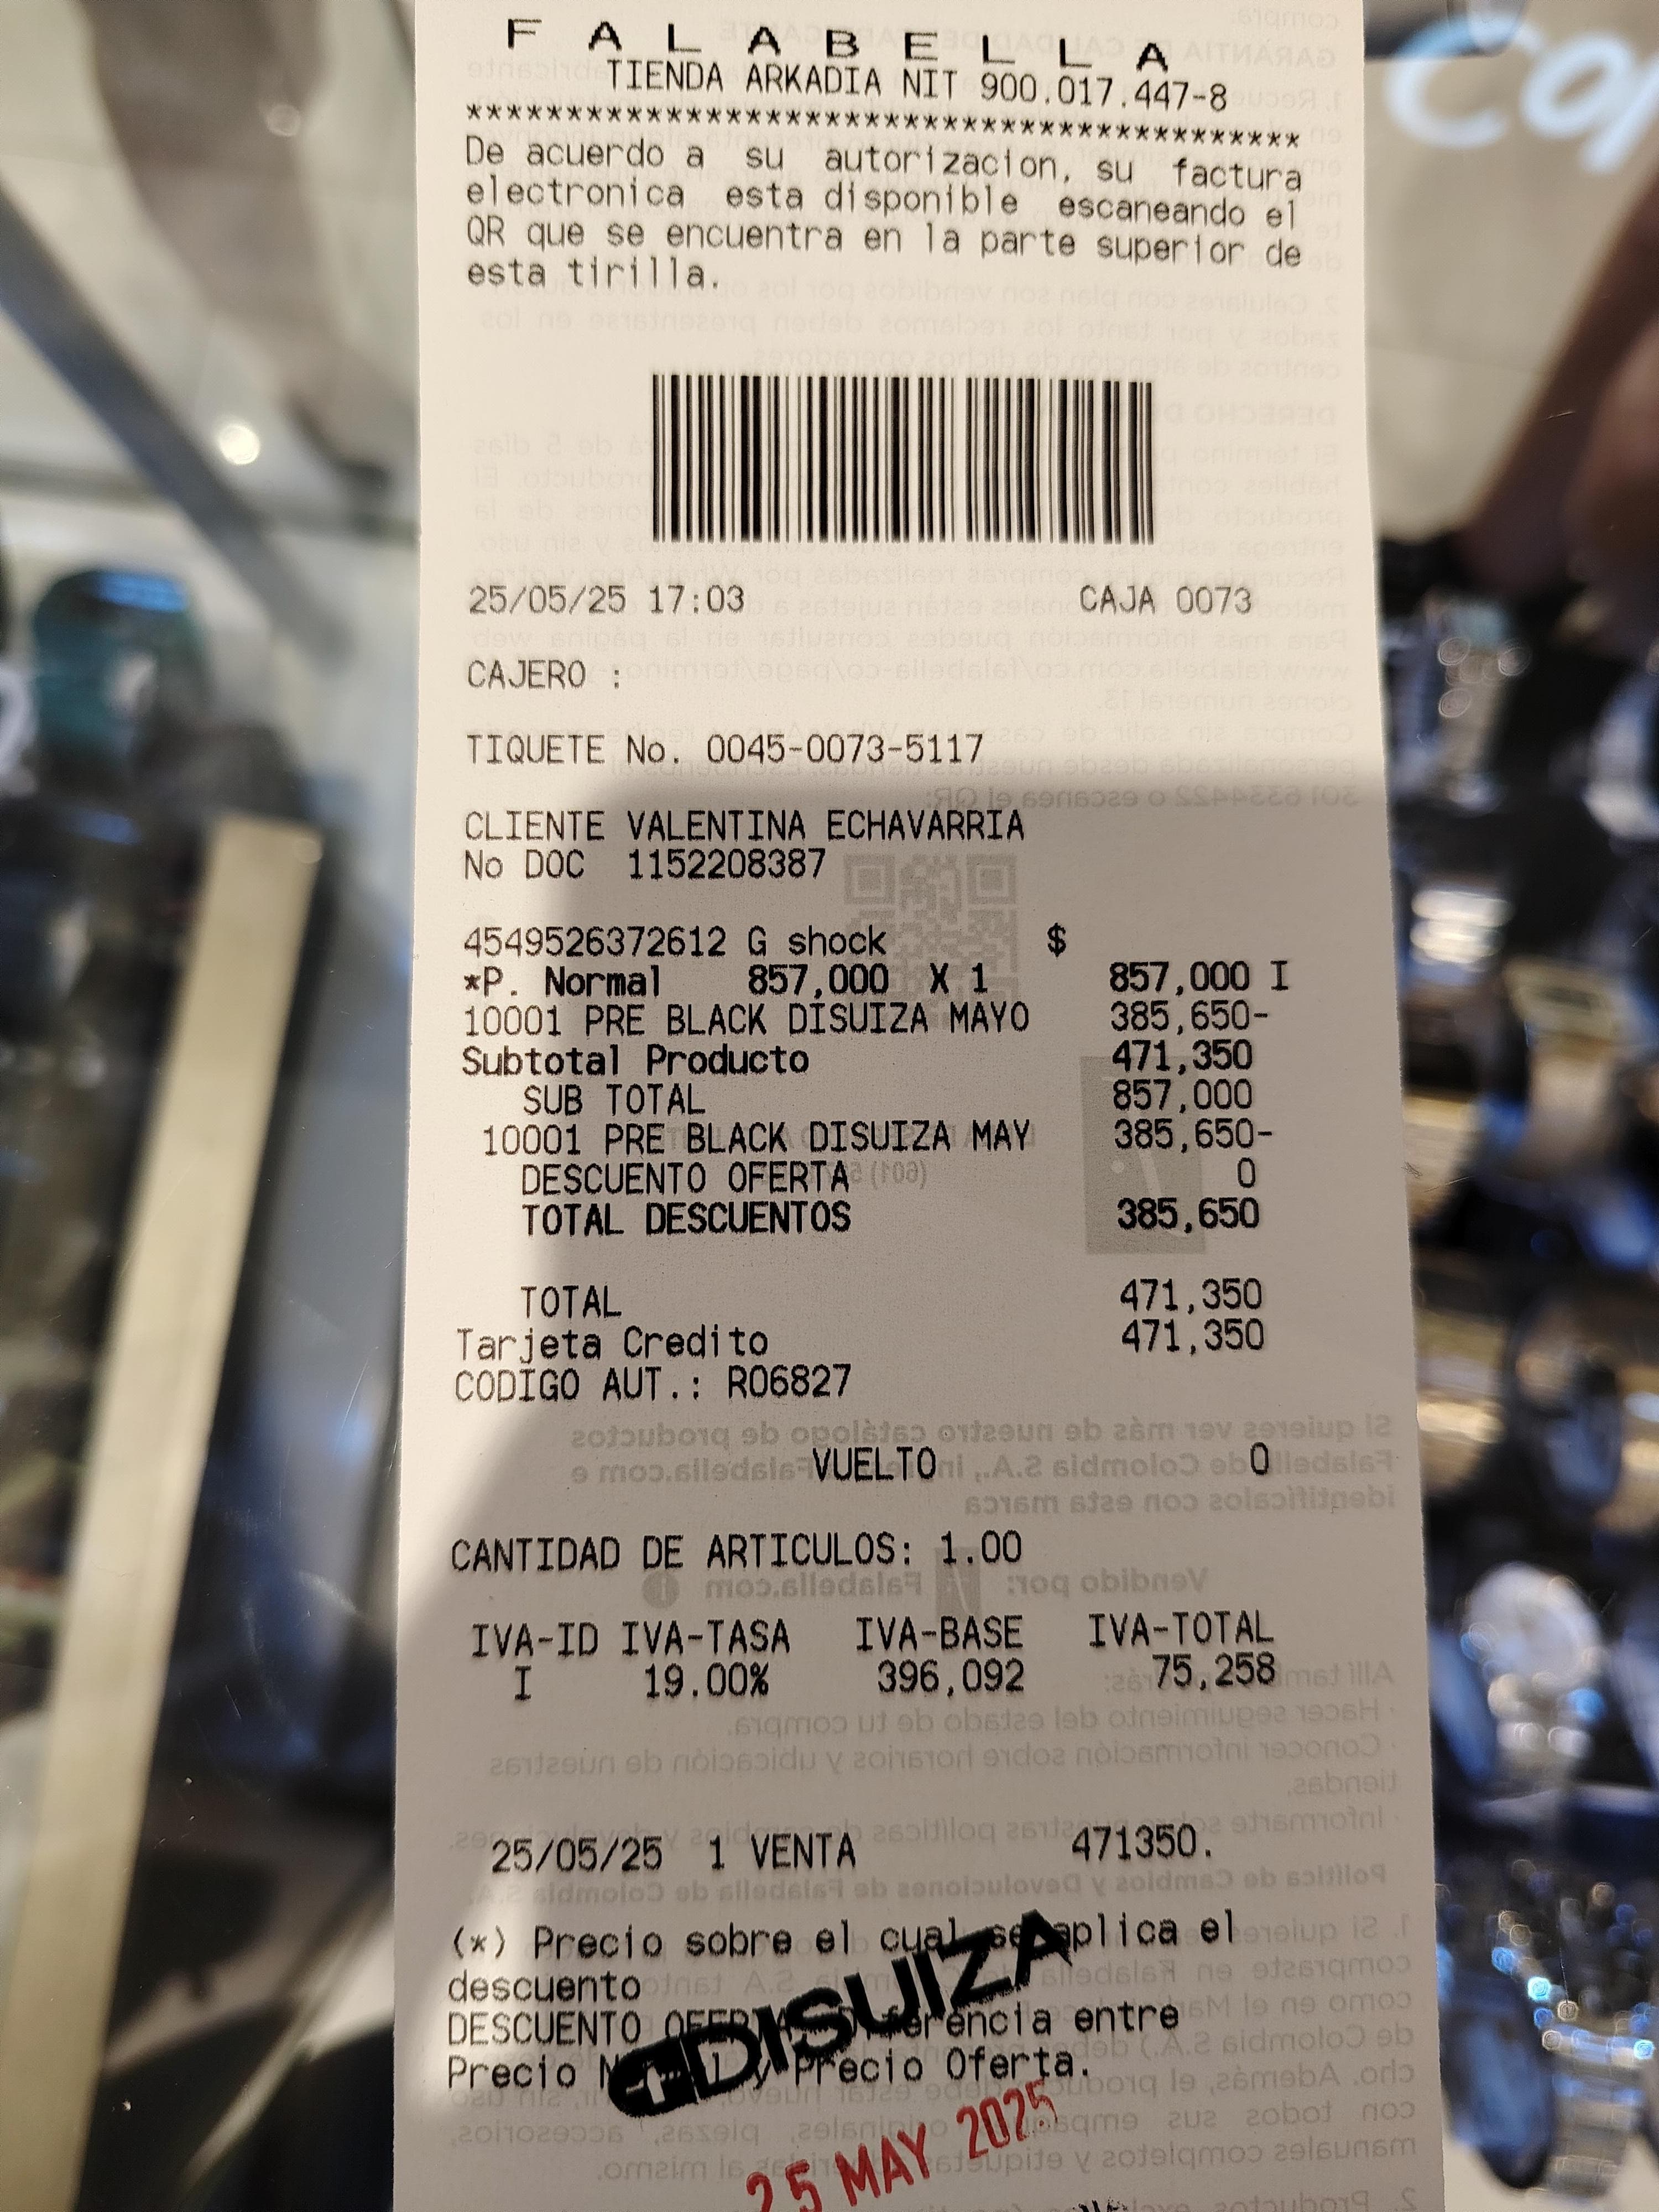 F A L A B E L L A
TIENDA ARKADIA NIT 900.017.447-8
******************************************
De acuerdo a su autorizacion, su factura
electronica esta disponible escaneando el
QR que se encuentra en la parte superior de
esta tirilla.
25/05/25 17:03 CAJA 0073
CAJERO :
TIQUETE No. 0045-0073-5117
CLIENTE VALENTINA ECHAVARRIA
No DOC 1152208387
4549526372612 G shock $
*P. Normal 857,000 X 1 857,000 I
10001 PRE BLACK DISUIZA MAYO 385,650-
Subtotal Producto 471,350
SUB TOTAL 857,000
10001 PRE BLACK DISUIZA MAY 385,650-
DESCUENTO OFERTA 0
TOTAL DESCUENTOS 385,650
TOTAL 471,350
Tarjeta Credito 471,350
CODIGO AUT.: R06827
VUELTO 0
CANTIDAD DE ARTICULOS: 1.00
IVA-ID IVA-TASA IVA-BASE IVA-TOTAL
I 19.00% 396,092 75,258
25/05/25 1 VENTA 471350.
(*) Precio sobre el cual se aplica el
descuento
DESCUENTO OFERTA: Diferencia entre
Precio Normal y Precio Oferta.
DISUIZA
25 MAY 2025